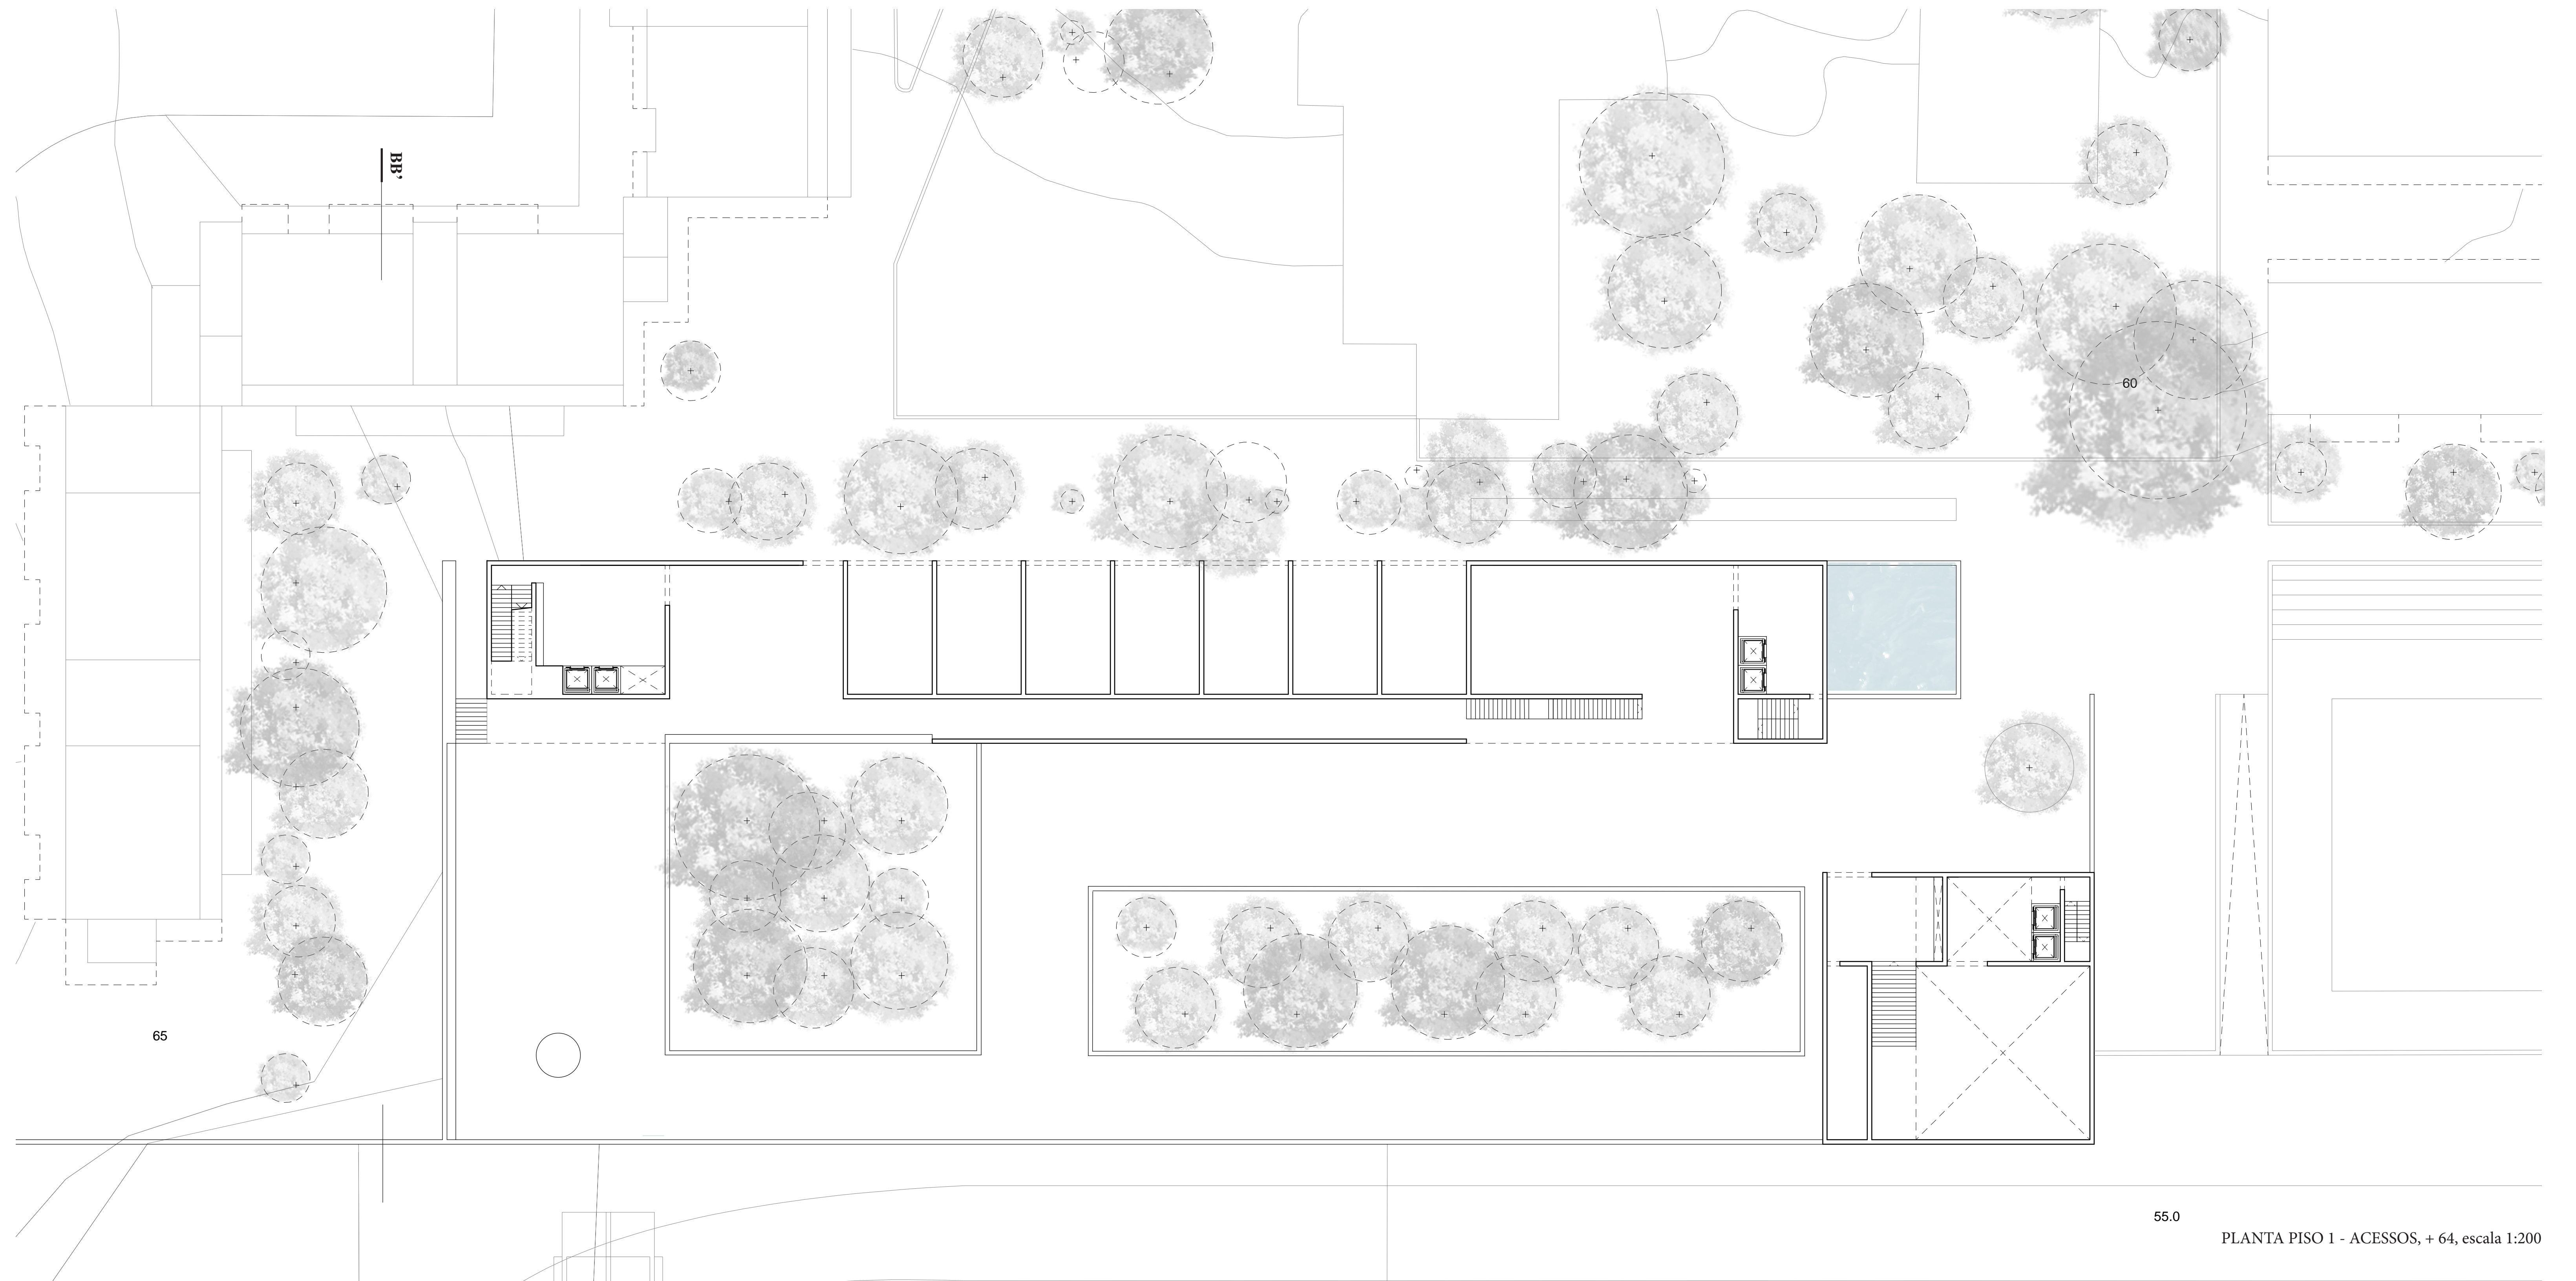 BB'
60
65
55.0
PLANTA PISO 1 - ACESSOS, + 64, escala 1:200